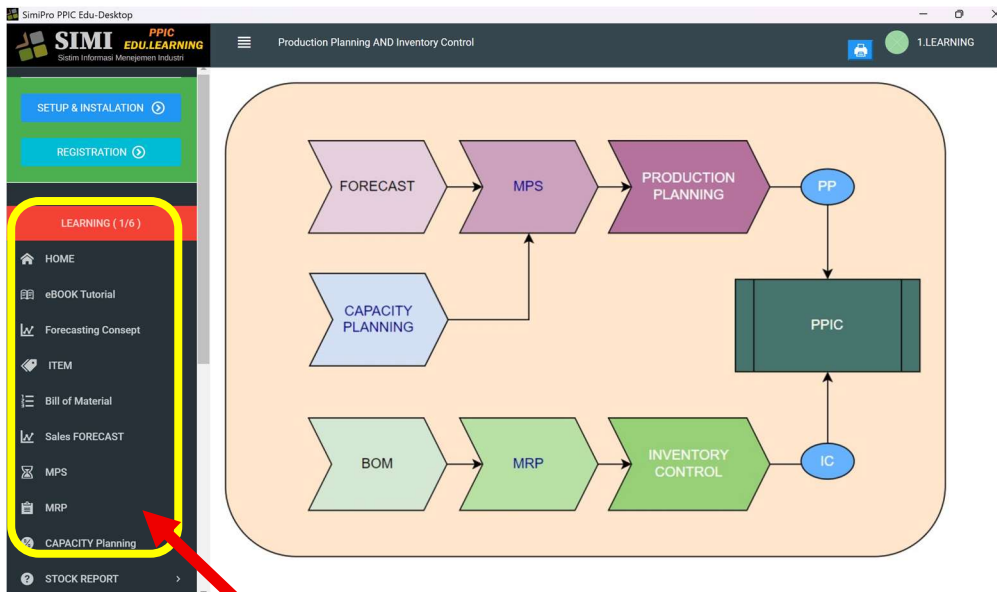 SimiPro PPIC Edu-Desktop
SIMI PPIC
EDU.LEARNING
Sistim Informasi Menejemen Industri
Production Planning AND Inventory Control
1.LEARNING
SETUP & INSTALATION
REGISTRATION
LEARNING ( 1/6 )
HOME
eBOOK Tutorial
Forecasting Consept
ITEM
Bill of Material
Sales FORECAST
MPS
MRP
CAPACITY Planning
STOCK REPORT
FORECAST
MPS
PRODUCTION
PLANNING
PP
CAPACITY
PLANNING
PPIC
BOM
MRP
INVENTORY
CONTROL
IC